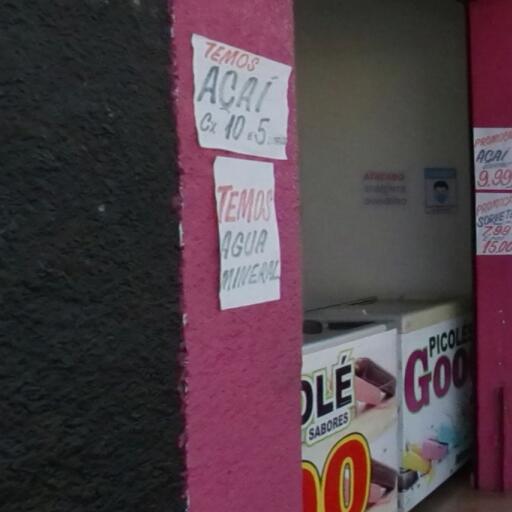 TEMOS
AÇAÍ
Cx 10 e 5
TEMOS
AGUA
MINERAL
PROMOÇÃO
AÇAÍ
9,99
PROMOÇÃO
SORVETE
7,99
15,00
OLÉ
SABORES
PICOLÉS
GOO